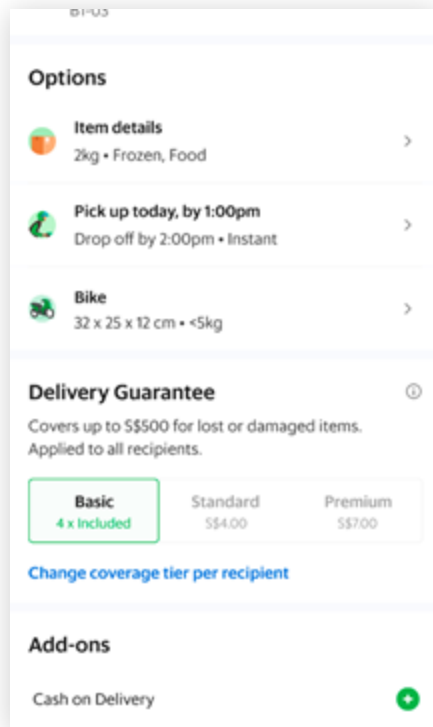 B1-03
Options
Item details
2kg • Frozen, Food
Pick up today, by 1:00pm
Drop off by 2:00pm • Instant
Bike
32 x 25 x 12 cm • <5kg
Delivery Guarantee
Covers up to S$500 for lost or damaged items.
Applied to all recipients.
Basic
4 x Included
Standard
S$4.00
Premium
S$7.00
Change coverage tier per recipient
Add-ons
Cash on Delivery